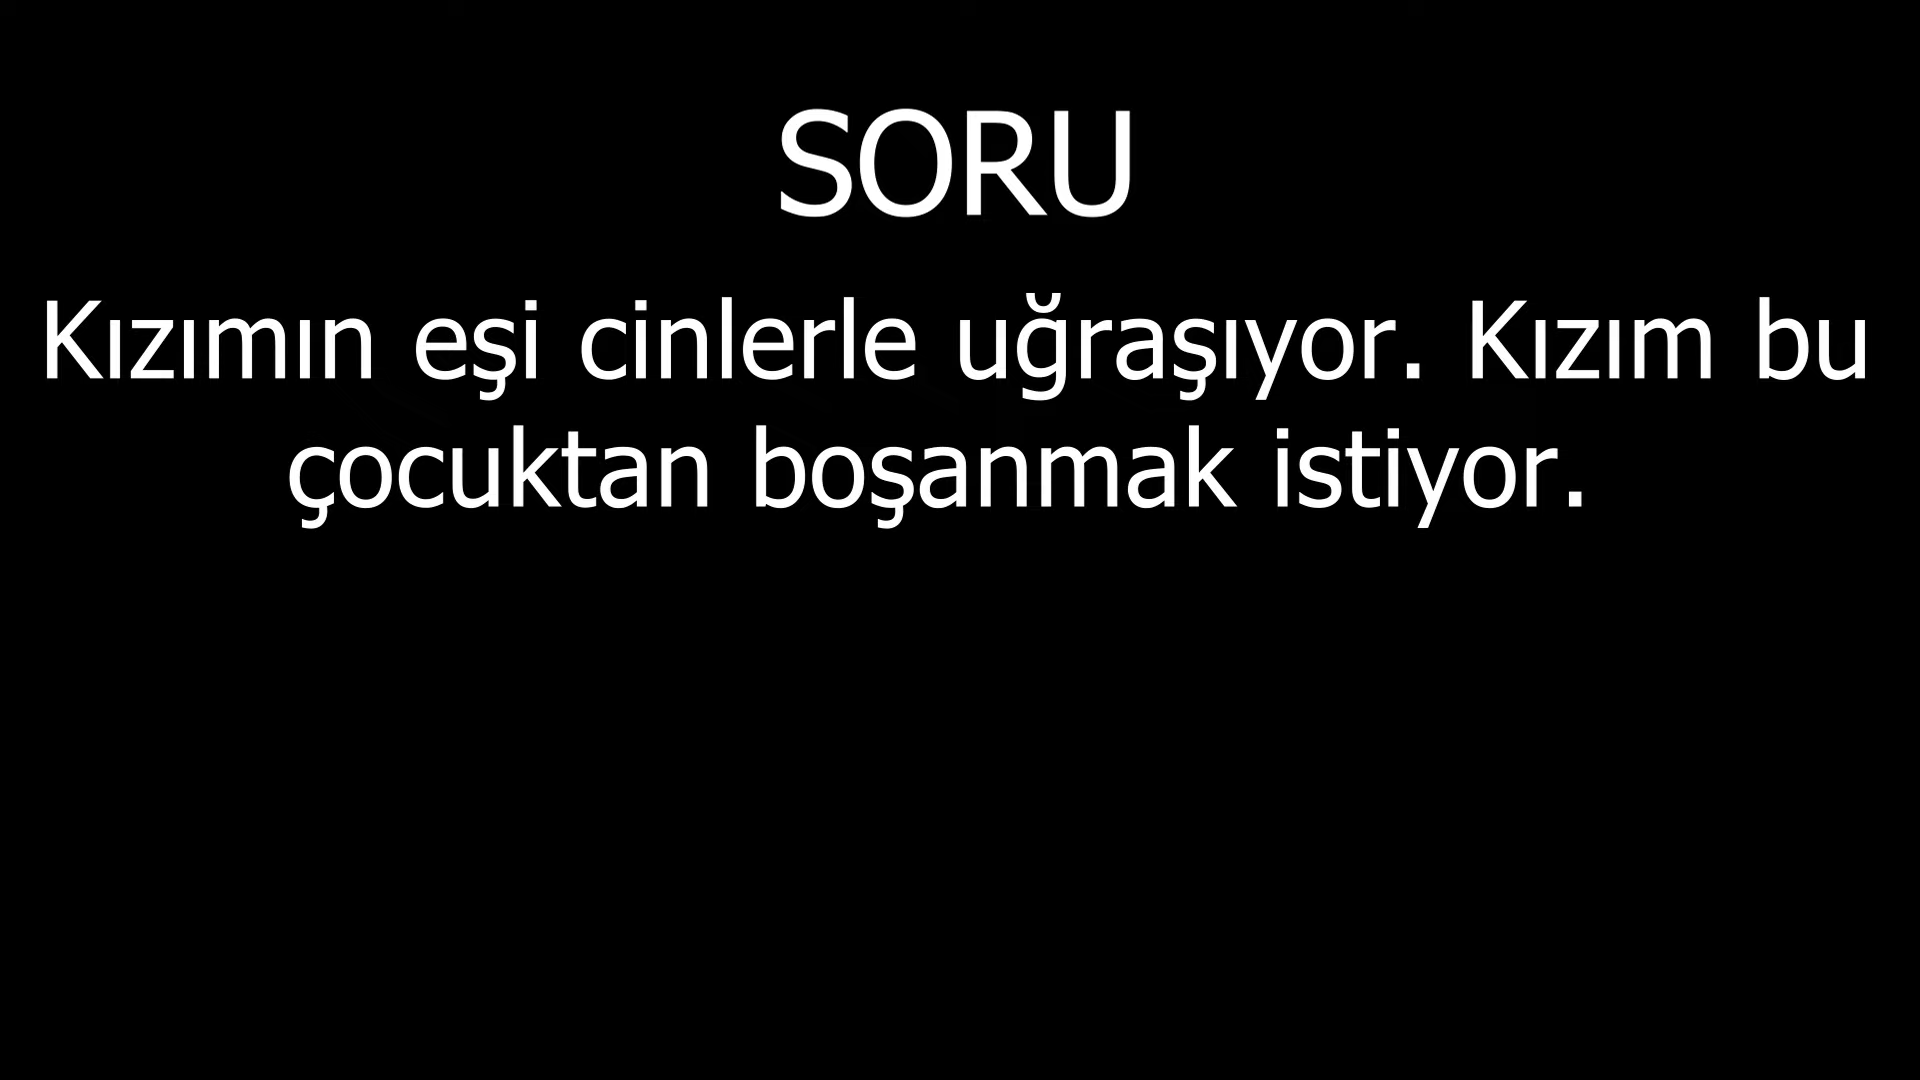 SORU
Kızımın eşi cinlerle uğraşıyor. Kızım bu
çocuktan boşanmak istiyor.